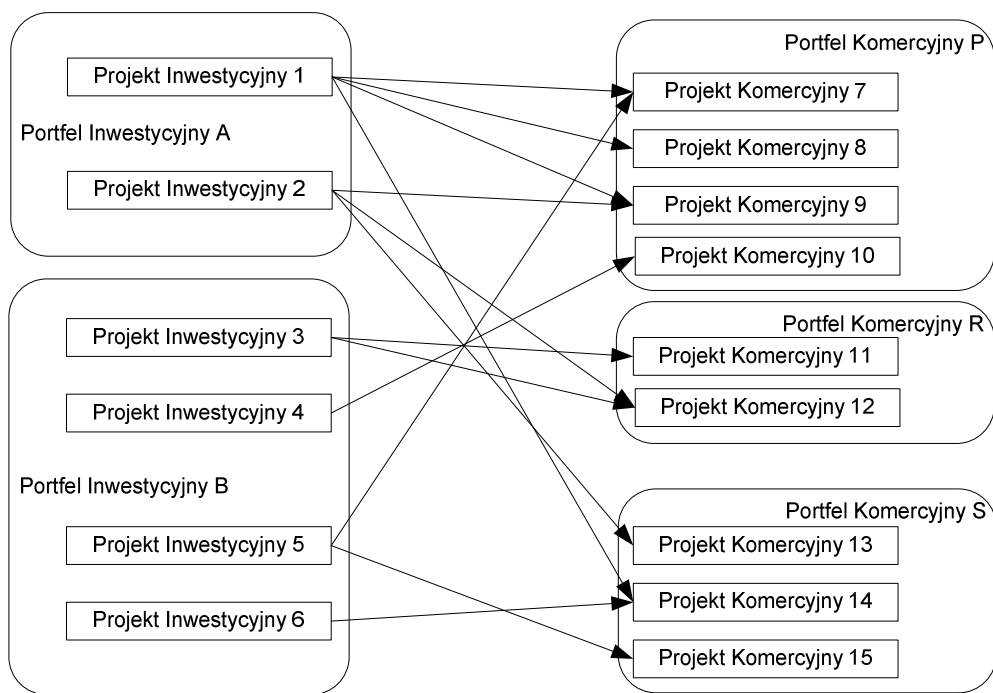 Projekt Inwestycyjny 1
Portfel Inwestycyjny A
Projekt Inwestycyjny 2
Projekt Inwestycyjny 3
Projekt Inwestycyjny 4
Portfel Inwestycyjny B
Projekt Inwestycyjny 5
Projekt Inwestycyjny 6
Portfel Komercyjny P
Projekt Komercyjny 7
Projekt Komercyjny 8
Projekt Komercyjny 9
Projekt Komercyjny 10
Portfel Komercyjny R
Projekt Komercyjny 11
Projekt Komercyjny 12
Portfel Komercyjny S
Projekt Komercyjny 13
Projekt Komercyjny 14
Projekt Komercyjny 15